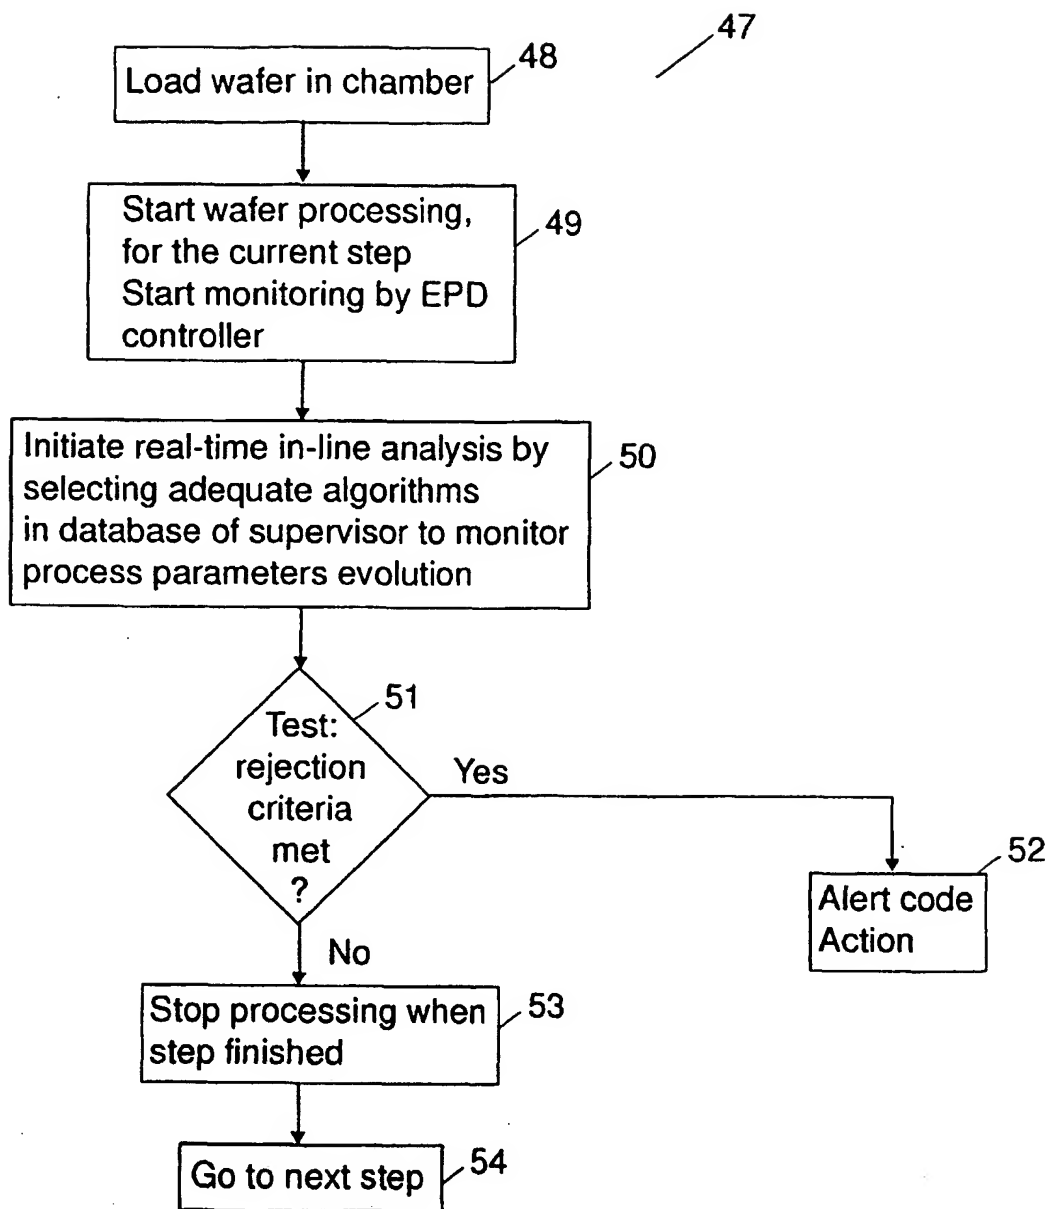 47
48
Load wafer in chamber
49
Start wafer processing,
for the current step
Start monitoring by EPD
controller
50
Initiate real-time in-line analysis by
selecting adequate algorithms
in database of supervisor to monitor
process parameters evolution
51
Test:
rejection
criteria
met
?
Yes
52
Alert code
Action
No
53
Stop processing when
step finished
54
Go to next step